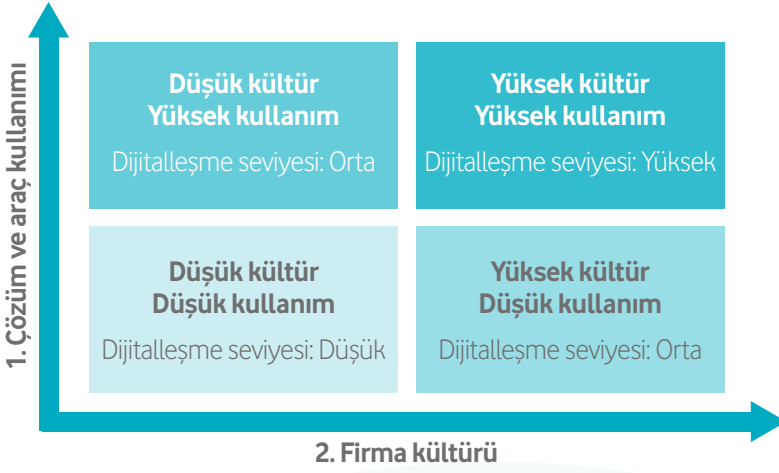 1. Çözüm ve araç kullanımı
Düşük kültür
Yüksek kullanım
Dijitalleşme seviyesi: Orta
Yüksek kültür
Yüksek kullanım
Dijitalleşme seviyesi: Yüksek
Düşük kültür
Düşük kullanım
Dijitalleşme seviyesi: Düşük
Yüksek kültür
Düşük kullanım
Dijitalleşme seviyesi: Orta
2. Firma kültürü